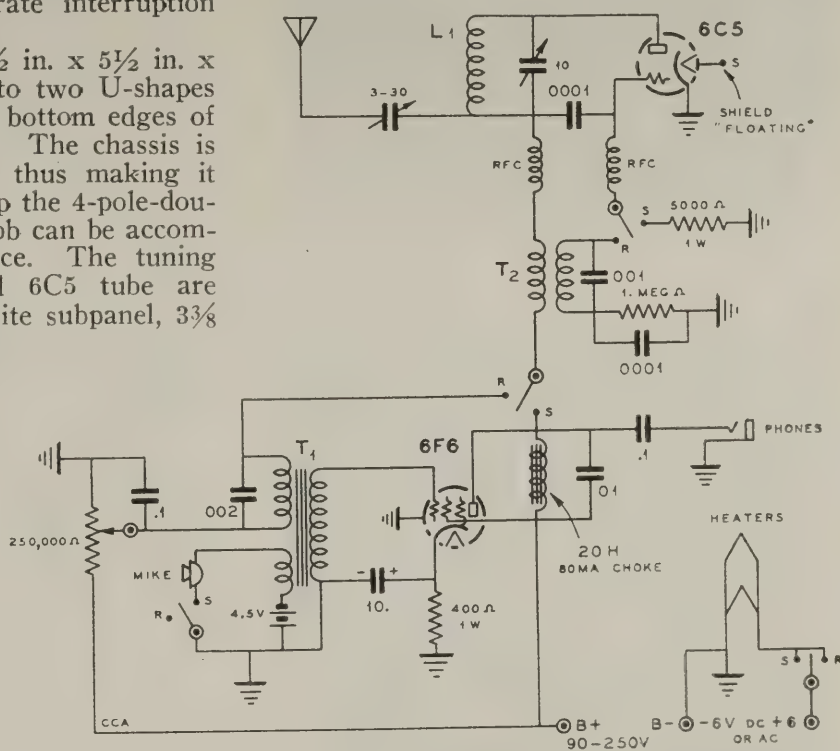 rate interruption
½ in. x 5½ in. x
to two U-shapes
bottom edges of
The chassis is
thus making it
p the 4-pole-dou-
ob can be accom-
ce. The tuning
6C5 tube are
ite subpanel, 3⅜
L1
6C5
10
3-30
0001
S
SHIELD
"FLOATING"
RFC
RFC
S
5000 Ω
1 W
R
T2
001
1. MEG Ω
0001
R
S
T1
6F6
.1
PHONES
.1
002
01
250,000 Ω
HEATERS
MIKE
20 H
80MA CHOKE
S
R
4.5V
- +
10.
400 Ω
1 W
S
R
CCA
B+
90-250V
B- -6V DC +6
OR AC